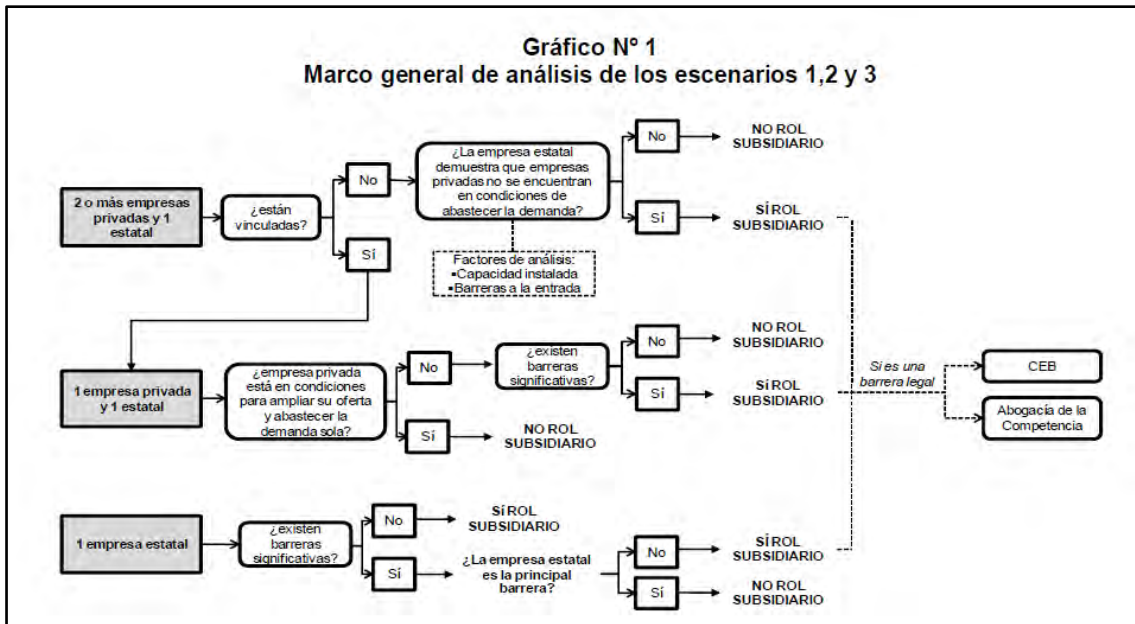 Gráfico Nº 1
Marco general de análisis de los escenarios 1,2 y 3
2 o más empresas
privadas y 1
estatal
¿están
vinculadas?
No
Sí
¿La empresa estatal
demuestra que empresas
privadas no se encuentran
en condiciones de
abastecer la demanda?
Factores de análisis:
▪Capacidad instalada
▪Barreras a la entrada
No
NO ROL
SUBSIDIARIO
Sí
SÍ ROL
SUBSIDIARIO
1 empresa privada
y 1 estatal
¿empresa privada
está en condiciones
para ampliar su oferta
y abastecer la
demanda sola?
No
Sí
NO ROL
SUBSIDIARIO
¿existen
barreras
significativas?
No
NO ROL
SUBSIDIARIO
Sí
SÍ ROL
SUBSIDIARIO
Si es una
barrera legal
CEB
Abogacía de la
Competencia
1 empresa estatal
¿existen
barreras
significativas?
No
SÍ ROL
SUBSIDIARIO
Sí
¿La empresa estatal
es la principal
barrera?
No
SÍ ROL
SUBSIDIARIO
Sí
NO ROL
SUBSIDIARIO